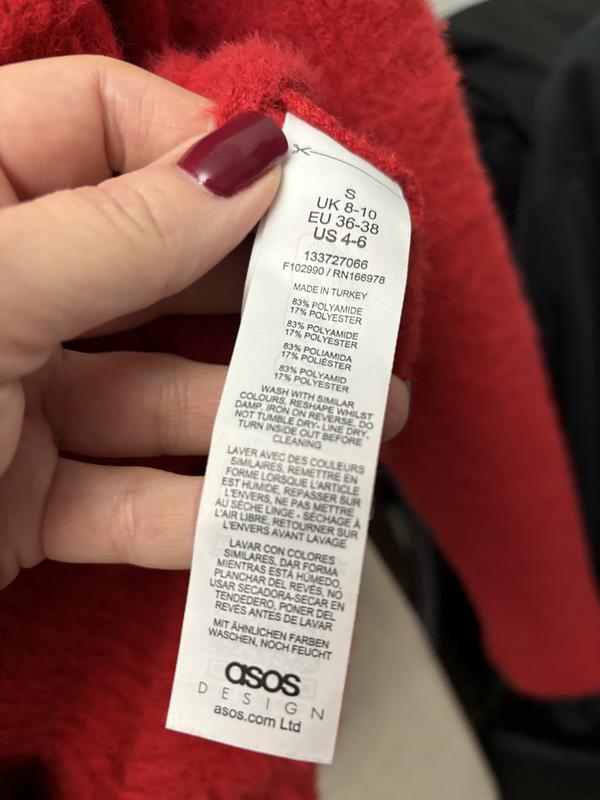 S
UK 8-10
EU 36-38
US 4-6
133727066
F102990 / RN166978
MADE IN TURKEY
83% POLYAMIDE
17% POLYESTER
83% POLYAMIDE
17% POLYESTER
83% POLIAMIDA
17% POLIÉSTER
83% POLYAMID
17% POLYESTER
WASH WITH SIMILAR
COLOURS, RESHAPE WHILST
DAMP, IRON ON REVERSE, DO
NOT TUMBLE DRY- LINE DRY-
TURN INSIDE OUT BEFORE
CLEANING
LAVER AVEC DES COULEURS
SIMILAIRES, REMETTRE EN
FORME LORSQUE L'ARTICLE
EST HUMIDE, REPASSER SUR
L'ENVERS, NE PAS METTRE
AU SÈCHE LINGE - SÉCHAGE À
L'AIR LIBRE, RETOURNER SUR
L'ENVERS AVANT LAVAGE
LAVAR CON COLORES
SIMILARES, DAR FORMA
MIENTRAS ESTÁ HÚMEDO,
PLANCHAR DEL REVÉS, NO
USAR SECADORA-SECAR EN
TENDEDERO, PONER DEL
REVÉS ANTES DE LAVAR
MIT ÄHNLICHEN FARBEN
WASCHEN, NOCH FEUCHT
asos
DESIGN
asos.com Ltd